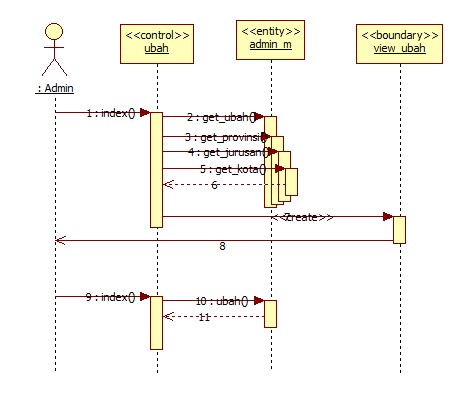 <<control>>
ubah
<<entity>>
admin_m
<<boundary>>
view_ubah
: Admin
1 : index()
2 : get_ubah()
3 : get_provinsi()
4 : get_jurusan()
5 : get_kota()
6
7
<<create>>
8
9 : index()
10 : ubah()
11